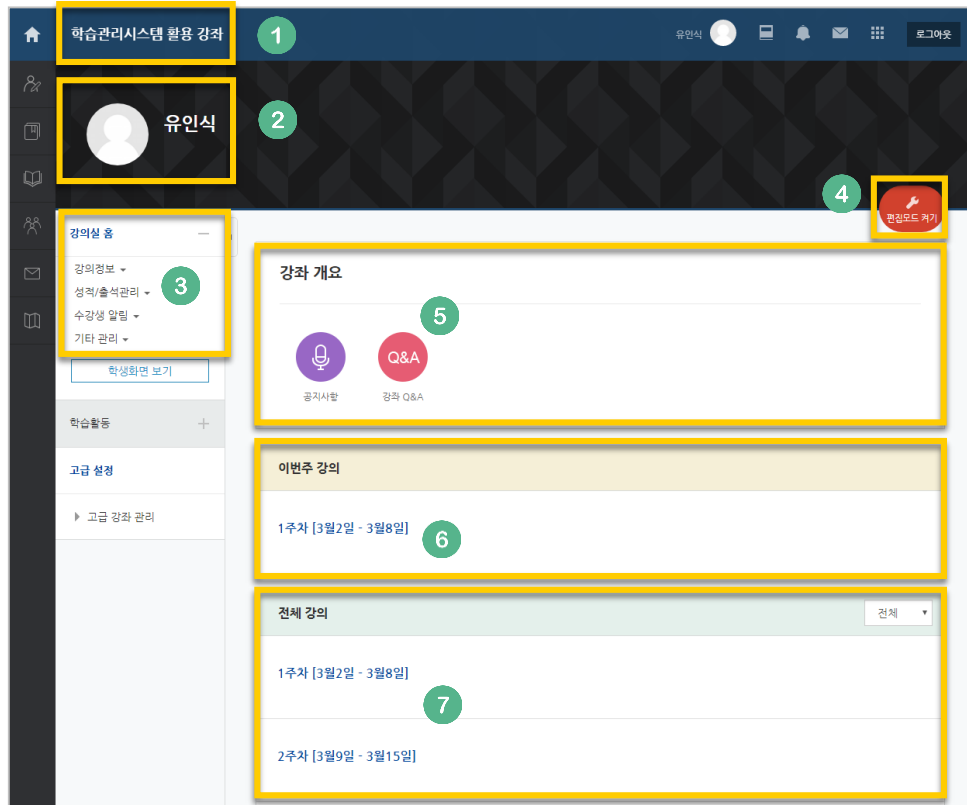 학습관리시스템 활용 강좌
1
유인식
로그아웃
유인식
2
4
편집모드 켜기
강의실 홈
강의정보
성적/출석관리
수강생 알림
기타 관리
3
학생화면 보기
학습활동
고급 설정
고급 강좌 관리
강좌 개요
5
Q&A
공지사항
강좌 Q&A
이번주 강의
1주차 [3월2일 - 3월8일]
6
전체 강의
전체
1주차 [3월2일 - 3월8일]
7
2주차 [3월9일 - 3월15일]